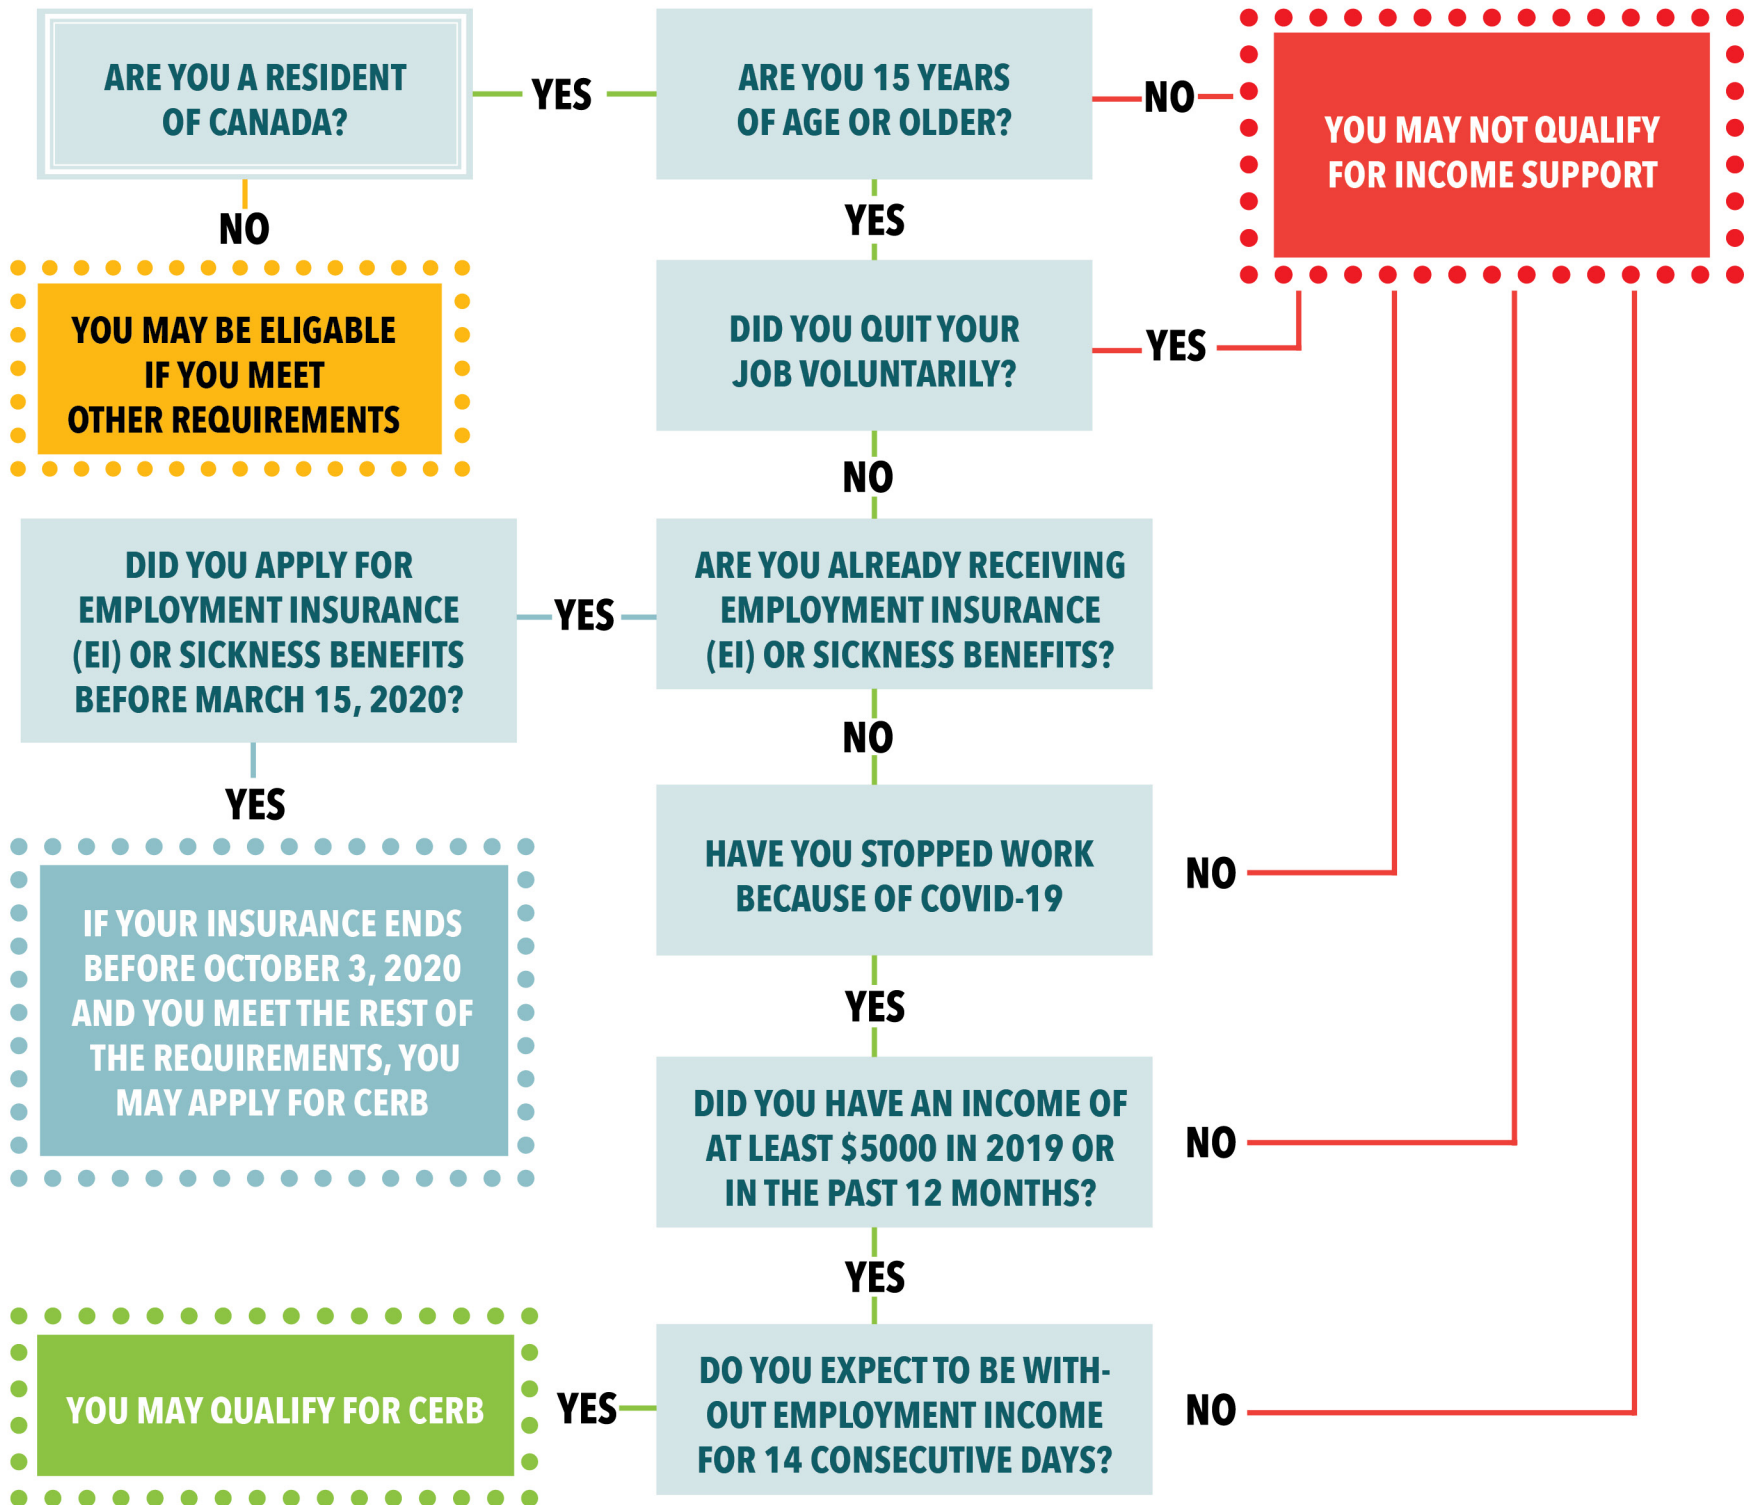 ARE YOU A RESIDENT
OF CANADA?
YES
ARE YOU 15 YEARS
OF AGE OR OLDER?
NO
YOU MAY NOT QUALIFY
FOR INCOME SUPPORT
NO
YES
YOU MAY BE ELIGABLE
IF YOU MEET
OTHER REQUIREMENTS
DID YOU QUIT YOUR
JOB VOLUNTARILY?
YES
NO
DID YOU APPLY FOR
EMPLOYMENT INSURANCE
(EI) OR SICKNESS BENEFITS
BEFORE MARCH 15, 2020?
YES
ARE YOU ALREADY RECEIVING
EMPLOYMENT INSURANCE
(EI) OR SICKNESS BENEFITS?
NO
YES
HAVE YOU STOPPED WORK
BECAUSE OF COVID-19
NO
IF YOUR INSURANCE ENDS
BEFORE OCTOBER 3, 2020
AND YOU MEET THE REST OF
THE REQUIREMENTS, YOU
MAY APPLY FOR CERB
YES
DID YOU HAVE AN INCOME OF
AT LEAST $5000 IN 2019 OR
IN THE PAST 12 MONTHS?
NO
YES
YOU MAY QUALIFY FOR CERB
YES
DO YOU EXPECT TO BE WITH-
OUT EMPLOYMENT INCOME
FOR 14 CONSECUTIVE DAYS?
NO